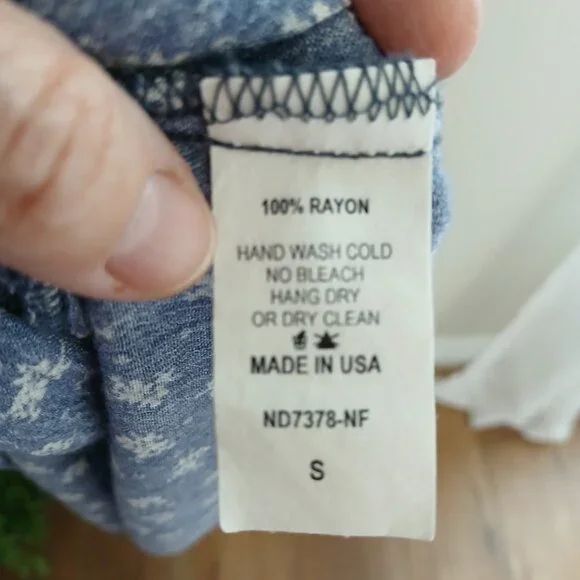 100% RAYON
HAND WASH COLD
NO BLEACH
HANG DRY
OR DRY CLEAN
MADE IN USA
ND7378-NF
S